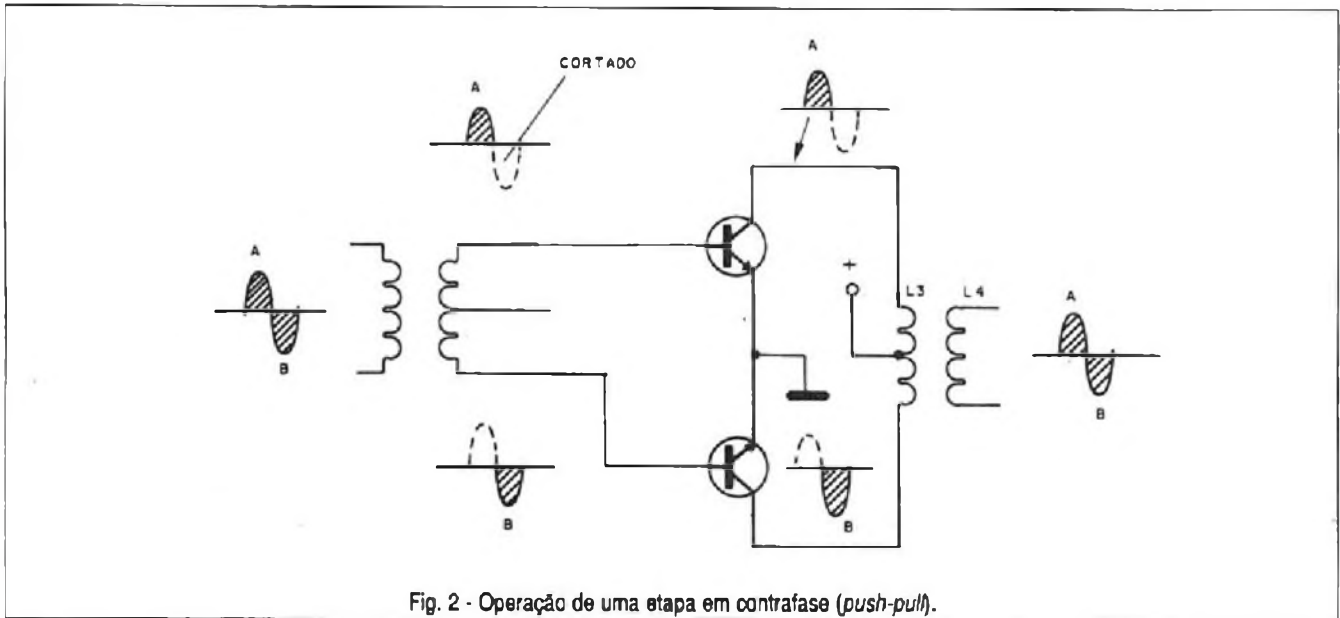 A
CORTADO
A
A
B
+
L3 L4
A
B
B
B
Fig. 2 - Operação de uma etapa em contrafase (push-pull).